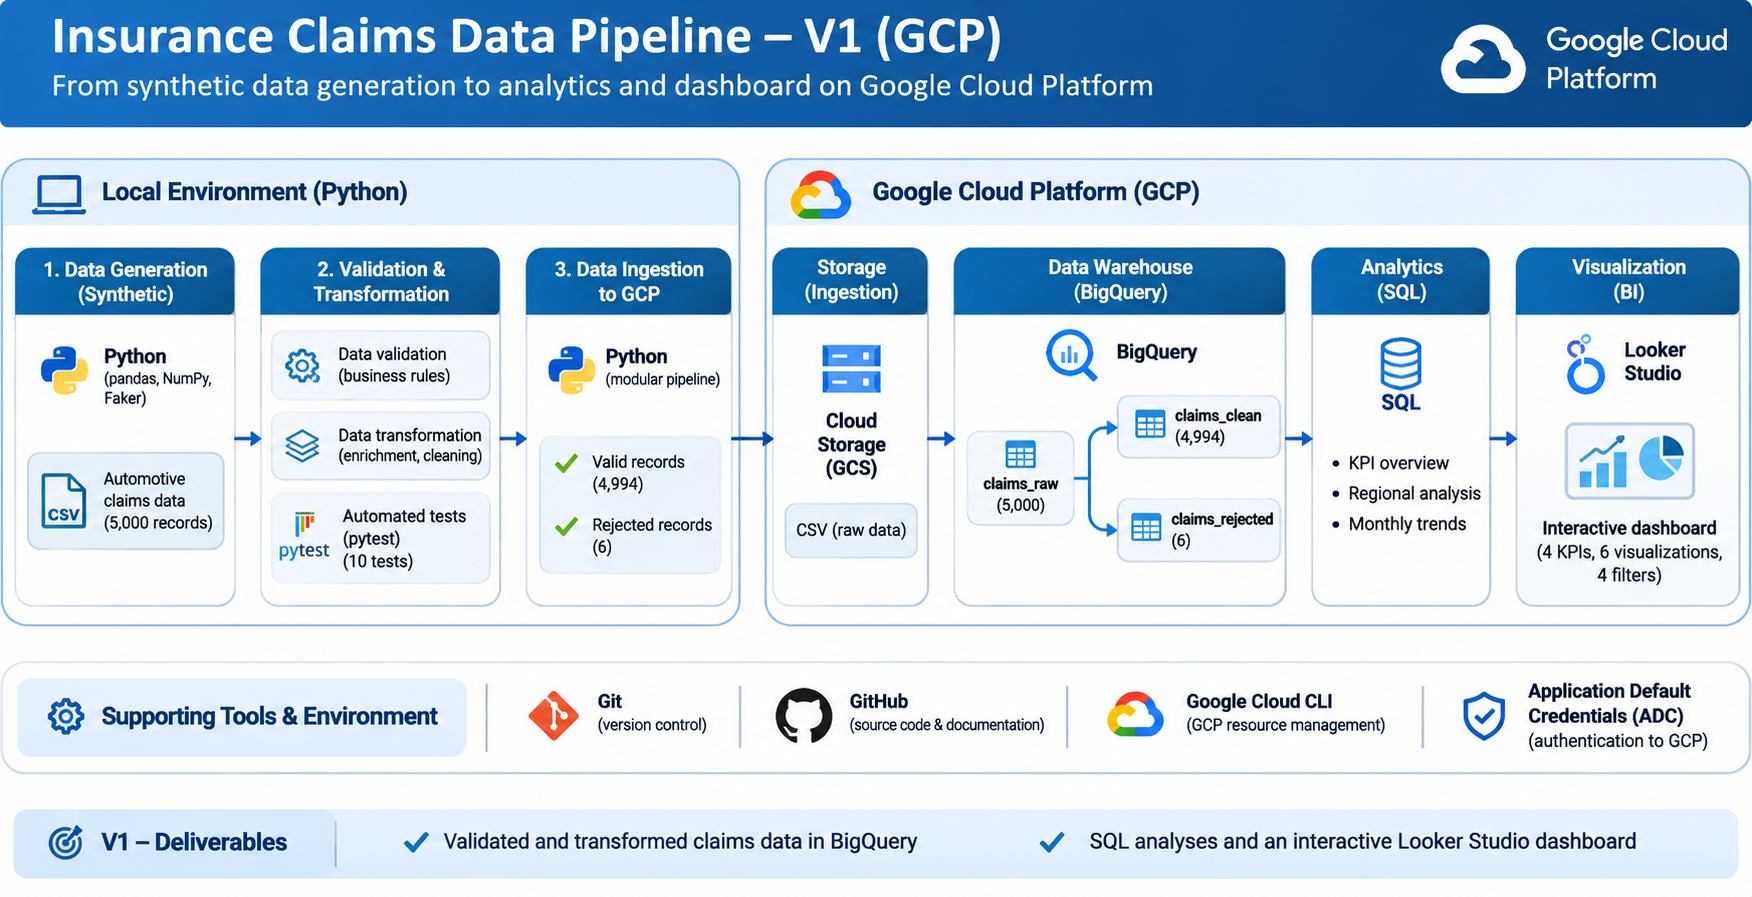 Insurance Claims Data Pipeline – V1 (GCP)
From synthetic data generation to analytics and dashboard on Google Cloud Platform
Google Cloud
Platform
Local Environment (Python)
1. Data Generation
(Synthetic)
Python
(pandas, NumPy,
Faker)
CSV
Automotive
claims data
(5,000 records)
2. Validation &
Transformation
Data validation
(business rules)
Data transformation
(enrichment, cleaning)
pytest
Automated tests
(pytest)
(10 tests)
3. Data Ingestion
to GCP
Python
(modular pipeline)
Valid records
(4,994)
Rejected records
(6)
Google Cloud Platform (GCP)
Storage
(Ingestion)
Cloud
Storage
(GCS)
CSV (raw data)
Data Warehouse
(BigQuery)
BigQuery
claims_raw
(5,000)
claims_clean
(4,994)
claims_rejected
(6)
Analytics
(SQL)
SQL
• KPI overview
• Regional analysis
• Monthly trends
Visualization
(BI)
Looker
Studio
Interactive dashboard
(4 KPIs, 6 visualizations,
4 filters)
Supporting Tools & Environment
Git
(version control)
GitHub
(source code & documentation)
Google Cloud CLI
(GCP resource management)
Application Default
Credentials (ADC)
(authentication to GCP)
V1 – Deliverables
Validated and transformed claims data in BigQuery
SQL analyses and an interactive Looker Studio dashboard